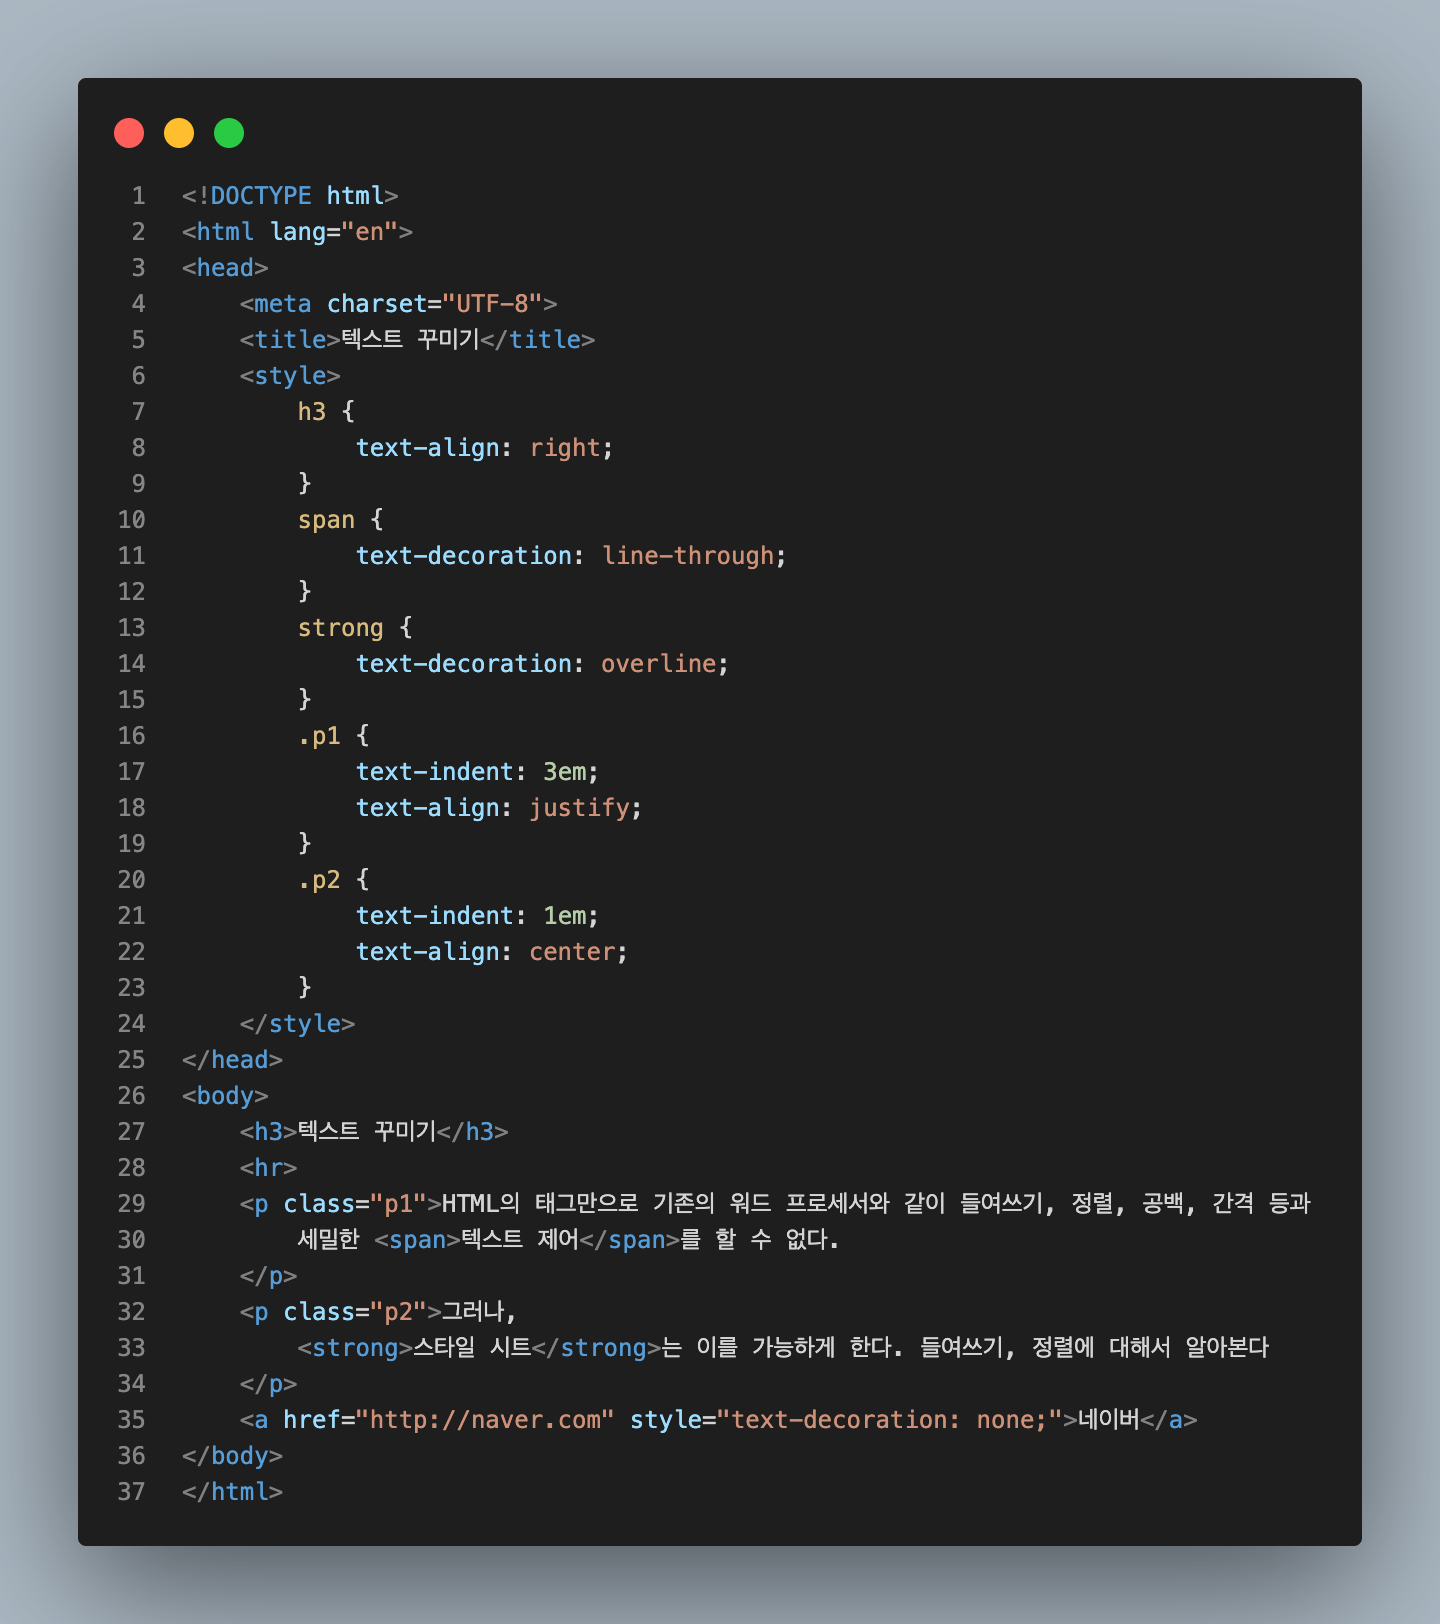 1 <!DOCTYPE html>
2 <html lang="en">
3 <head>
4     <meta charset="UTF-8">
5     <title>텍스트 꾸미기</title>
6     <style>
7         h3 {
8             text-align: right;
9         }
10         span {
11             text-decoration: line-through;
12         }
13         strong {
14             text-decoration: overline;
15         }
16         .p1 {
17             text-indent: 3em;
18             text-align: justify;
19         }
20         .p2 {
21             text-indent: 1em;
22             text-align: center;
23         }
24     </style>
25 </head>
26 <body>
27     <h3>텍스트 꾸미기</h3>
28     <hr>
29     <p class="p1">HTML의 태그만으로 기존의 워드 프로세서와 같이 들여쓰기, 정렬, 공백, 간격 등과
30         세밀한 <span>텍스트 제어</span>를 할 수 없다.
31     </p>
32     <p class="p2">그러나,
33         <strong>스타일 시트</strong>는 이를 가능하게 한다. 들여쓰기, 정렬에 대해서 알아본다
34     </p>
35     <a href="http://naver.com" style="text-decoration: none;">네이버</a>
36 </body>
37 </html>